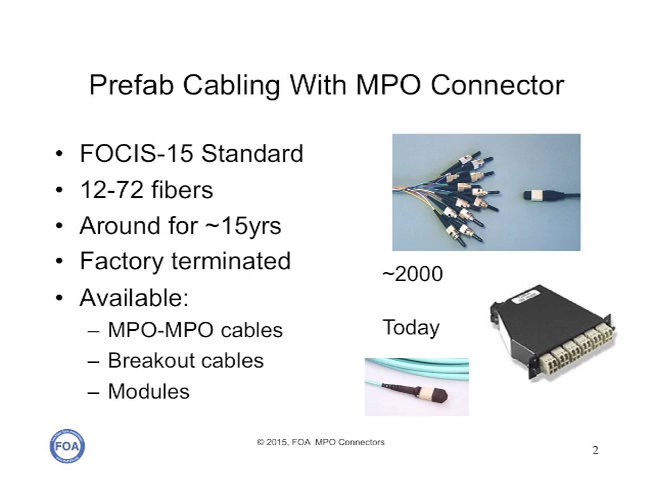 Prefab Cabling With MPO Connector
• FOCIS-15 Standard
• 12-72 fibers
• Around for ~15yrs
• Factory terminated
• Available:
– MPO-MPO cables
– Breakout cables
– Modules
~2000
Today
FOA
© 2015, FOA MPO Connectors
2